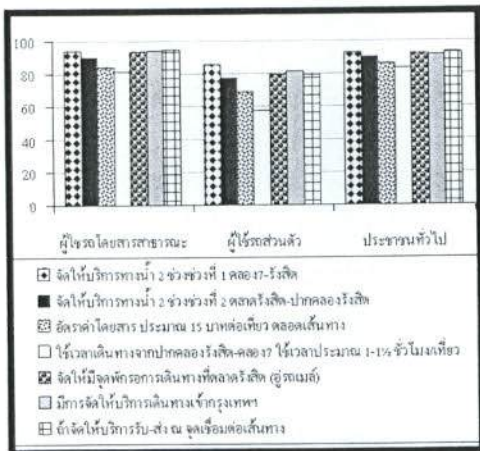 100
80
60
40
20
0
ผู้ใช้รถโดยสารสาธารณะ ผู้ใช้รถส่วนตัว ประชาชนทั่วไป
จัดให้บริการทางน้ำ 2 ช่วงช่วงที่ 1 คลอง7-รังสิต
จัดให้บริการทางน้ำ 2 ช่วงช่วงที่ 2 ตลาดรังสิต-ปากคลองรังสิต
อัตราค่าโดยสาร ประมาณ 15 บาทต่อเที่ยว ตลอดเส้นทาง
ใช้เวลาเดินทางจากปากคลองรังสิต-คลอง7 ใช้เวลาประมาณ 1-1½ ชั่วโมง/เที่ยว
จัดให้มีจุดพักรอการเดินทางที่ตลาดรังสิต (อู่รถเมล์)
มีการจัดให้บริการเดินทางเข้ากรุงเทพฯ
ถ้าจัดให้บริการรับ-ส่ง ณ จุดเชื่อมต่อเส้นทาง